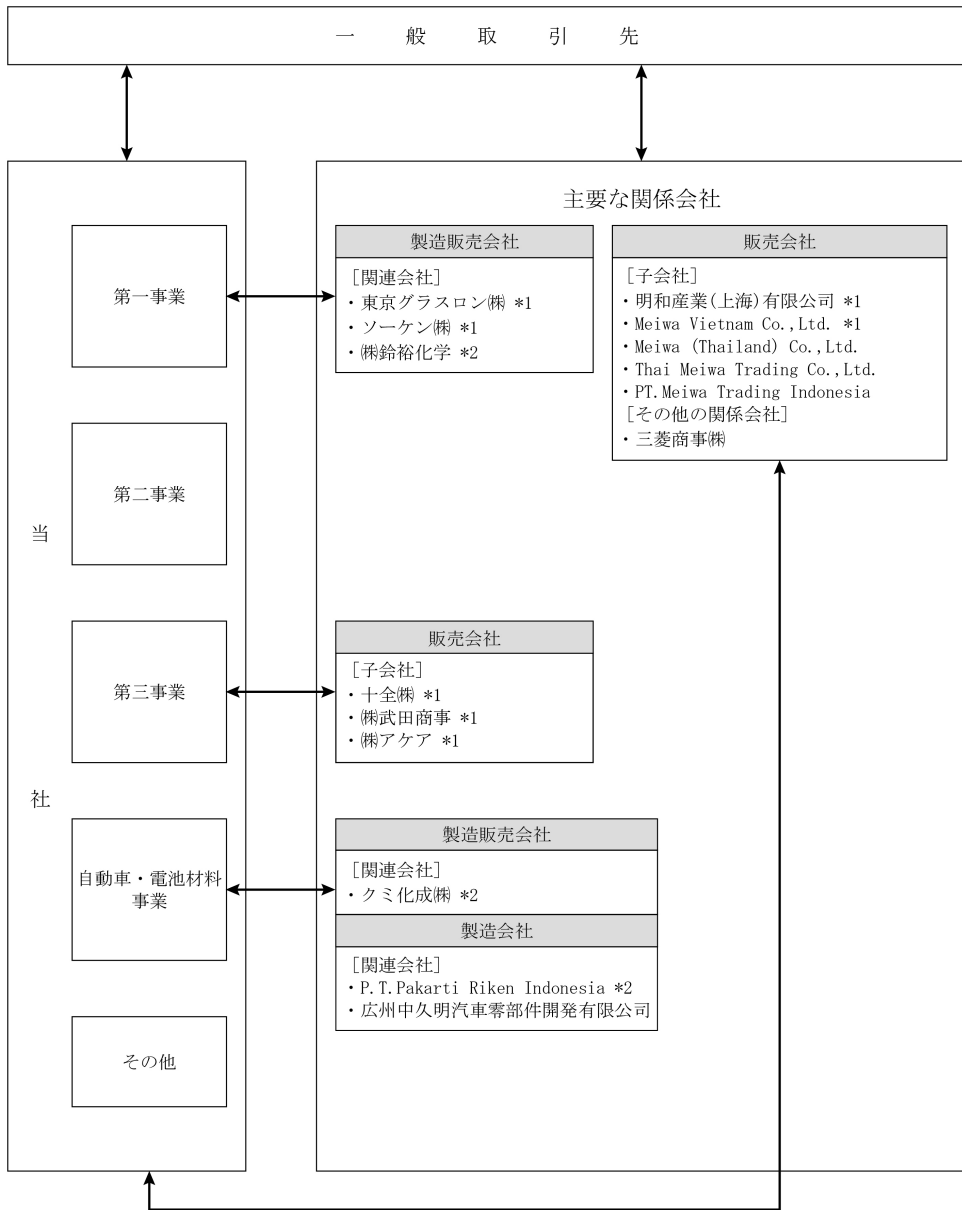 一般取引先
当社
第一事業
第二事業
第三事業
自動車・電池材料
事業
その他
主要な関係会社
製造販売会社
[関連会社]
・東京グラスロン㈱ *1
・ソーケン㈱ *1
・㈱鈴裕化学 *2
販売会社
[子会社]
・明和産業(上海)有限公司 *1
・Meiwa Vietnam Co.,Ltd. *1
・Meiwa (Thailand) Co.,Ltd.
・Thai Meiwa Trading Co.,Ltd.
・PT.Meiwa Trading Indonesia
[その他の関係会社]
・三菱商事㈱
販売会社
[子会社]
・十全㈱ *1
・㈱武田商事 *1
・㈱アケア *1
製造販売会社
[関連会社]
・クミ化成㈱ *2
製造会社
[関連会社]
・P.T.Pakarti Riken Indonesia *2
・広州中久明汽車零部件開発有限公司